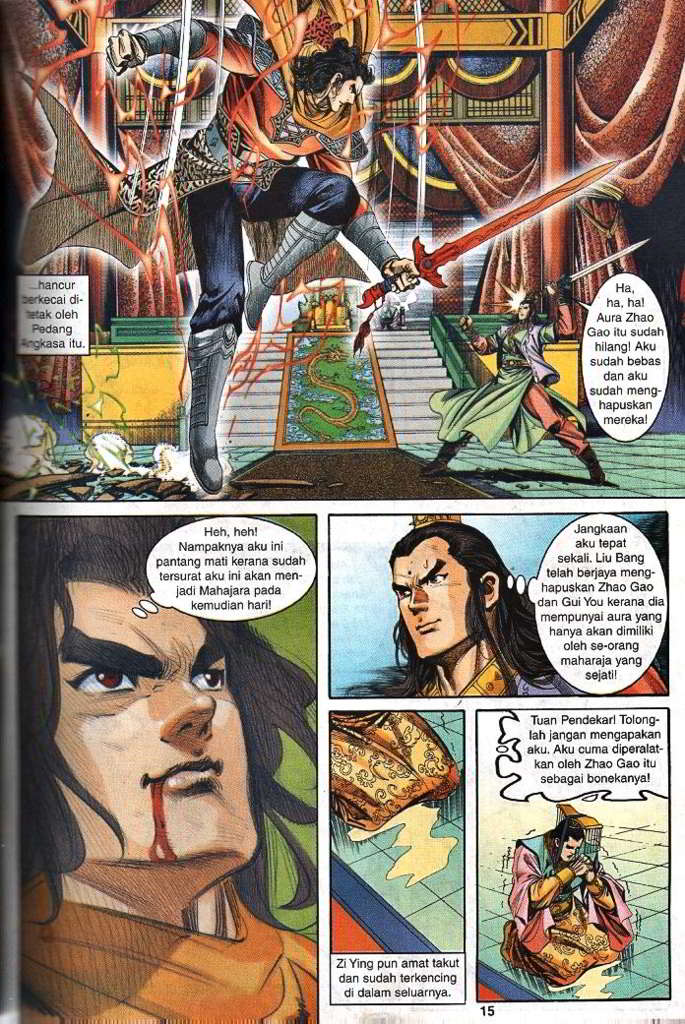 ...hancur
berkecai di-
tetak oleh
Pedang
Angkasa itu.
Ha,
ha, ha!
Aura Zhao
Gao itu sudah
hilang! Aku
sudah bebas
dan aku
sudah meng-
hapuskan
mereka!
Heh, heh!
Nampaknya aku ini
pantang mati kerana sudah
tersurat aku ini akan men-
jadi Mahajara pada
kemudian hari!
Jangkaan
aku tepat
sekali. Liu Bang
telah berjaya meng-
hapuskan Zhao Gao
dan Gui You kerana dia
mempunyai aura yang
hanya akan dimiliki
oleh se-orang
maharaja yang
sejati!
Zi Ying pun amat takut
dan sudah terkencing
di dalam seluarnya.
Tuan Pendekar! Tolong-
lah jangan mengapakan
aku. Aku cuma diperalat-
kan oleh Zhao Gao
sebagai bonekanya!
15